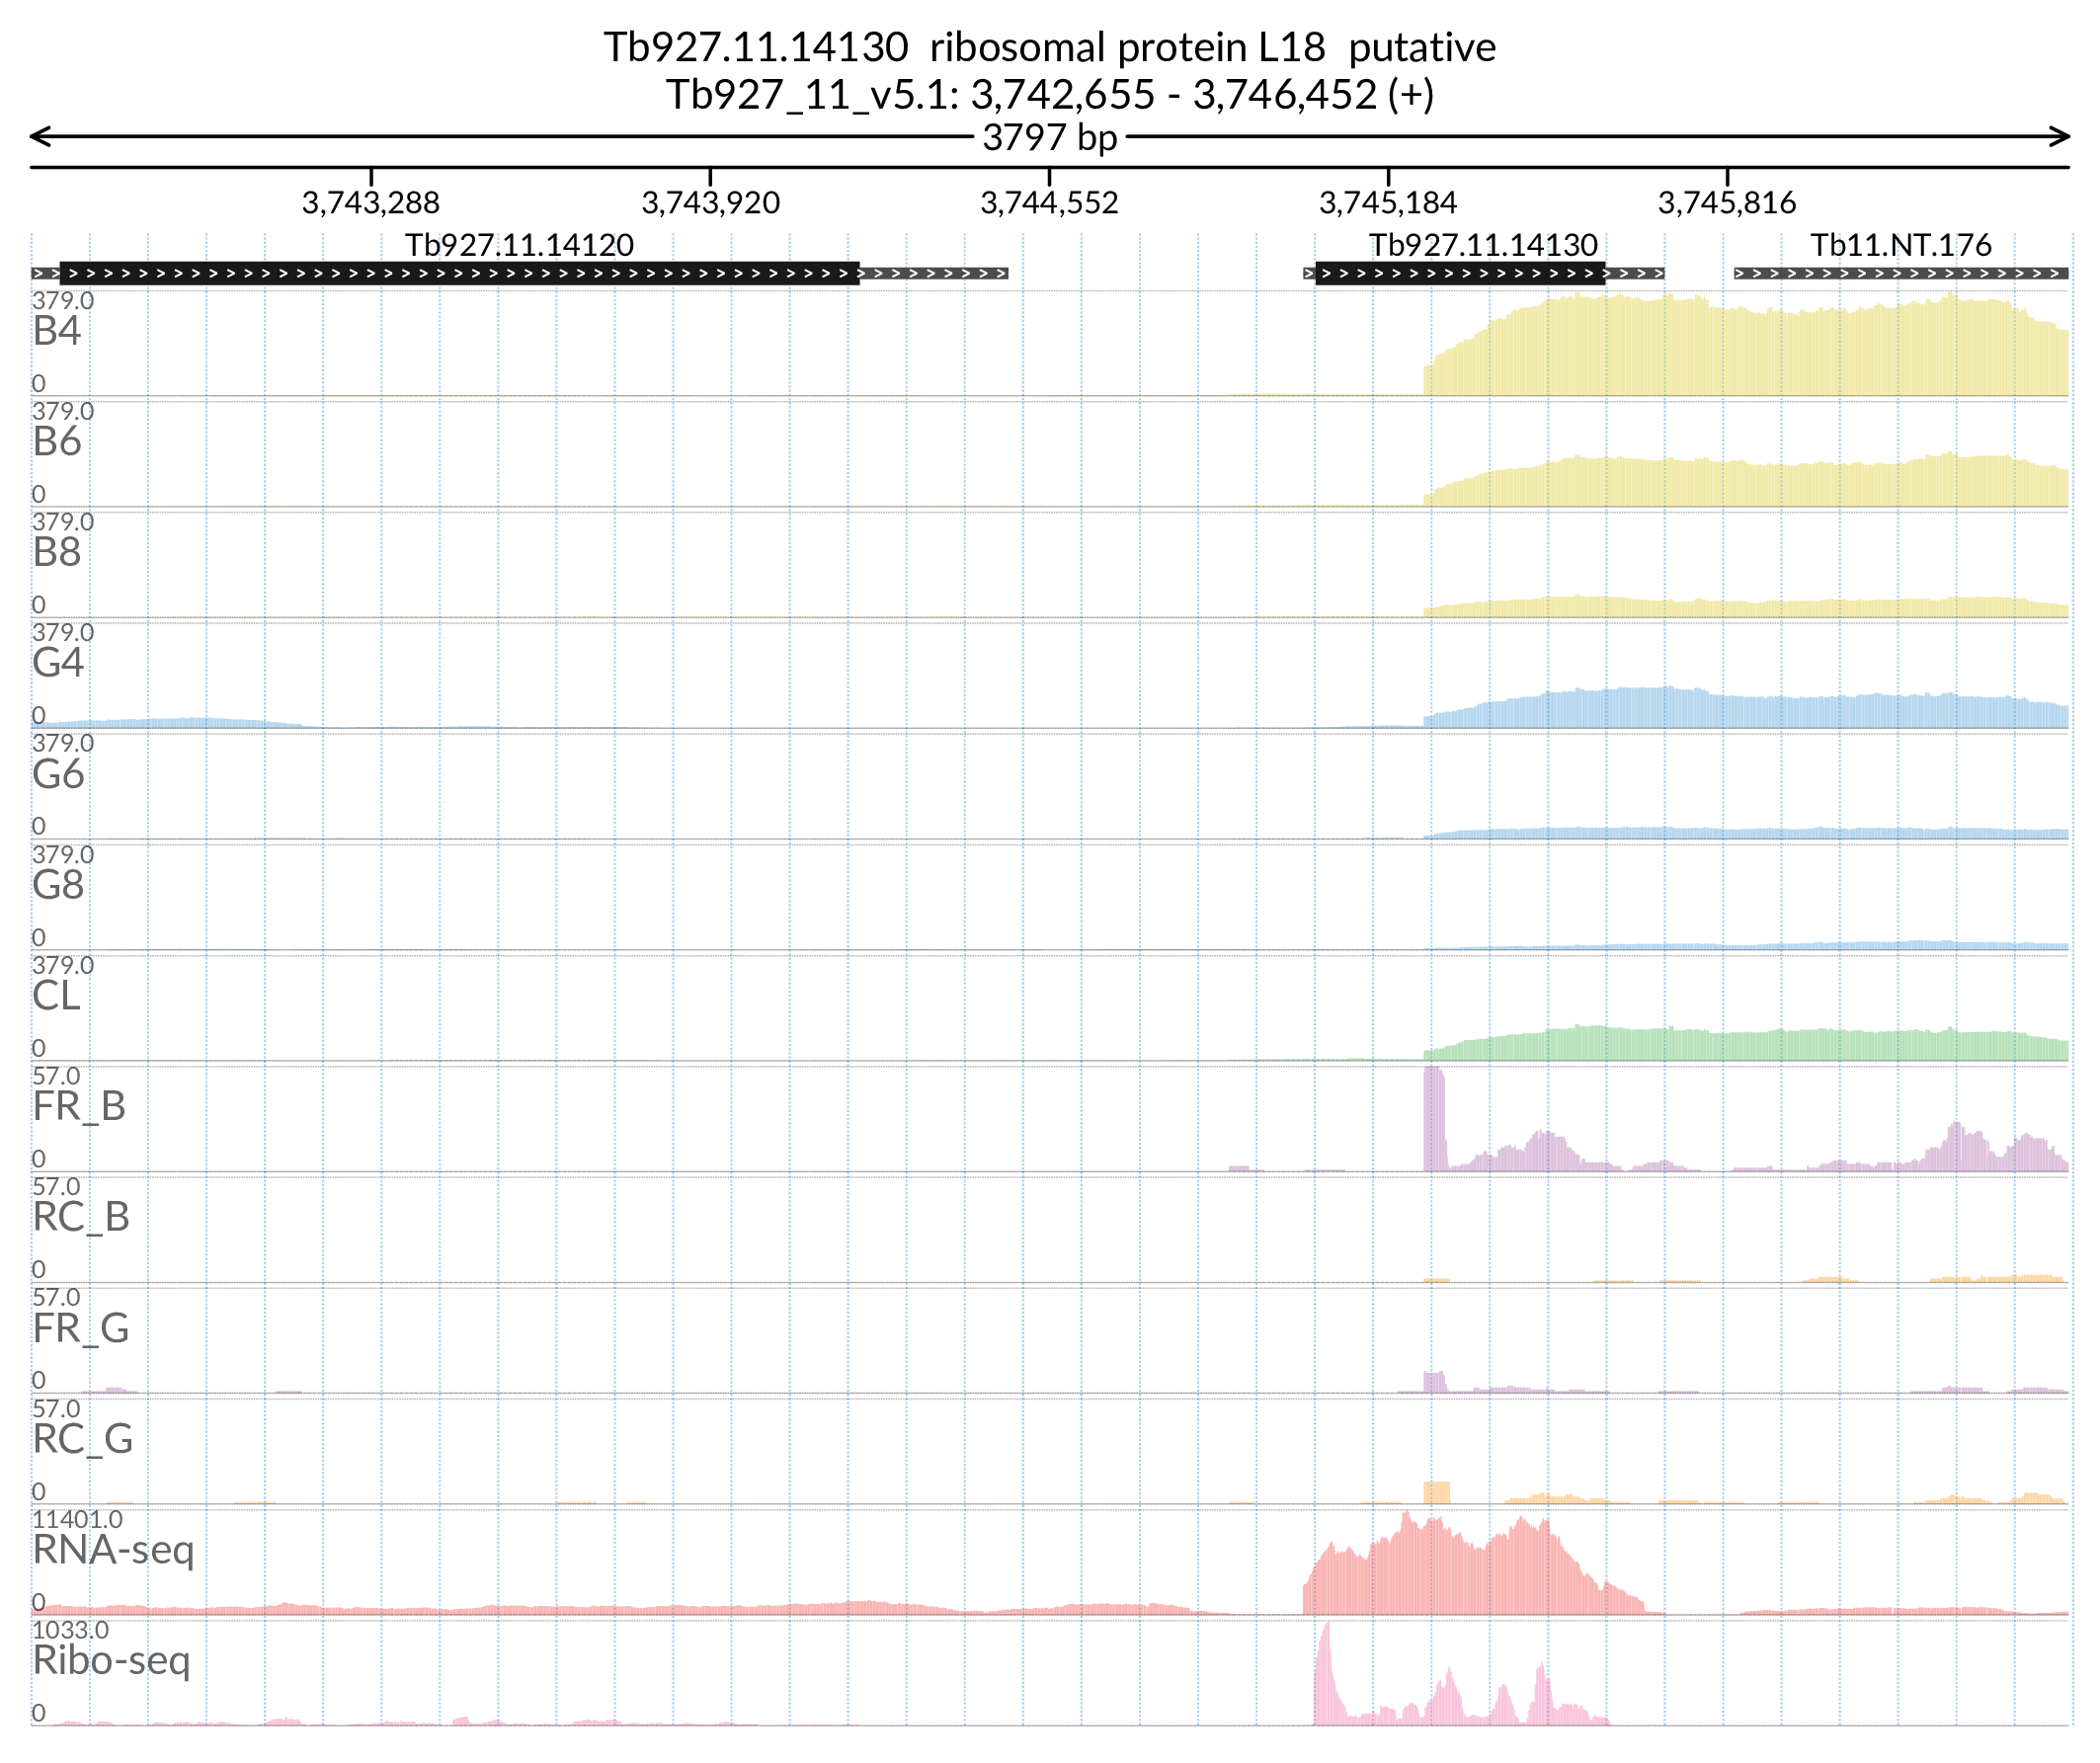 Tb927.11.14130  ribosomal protein L18  putative
Tb927_11_v5.1: 3,742,655 - 3,746,452 (+)
3797 bp
3,743,288 3,743,920 3,744,552 3,745,184 3,745,816
Tb927.11.14120 Tb927.11.14130 Tb11.NT.176
379.0
B4
0
379.0
B6
0
379.0
B8
0
379.0
G4
0
379.0
G6
0
379.0
G8
0
379.0
CL
0
57.0
FR_B
0
57.0
RC_B
0
57.0
FR_G
0
57.0
RC_G
0
11401.0
RNA-seq
0
1033.0
Ribo-seq
0